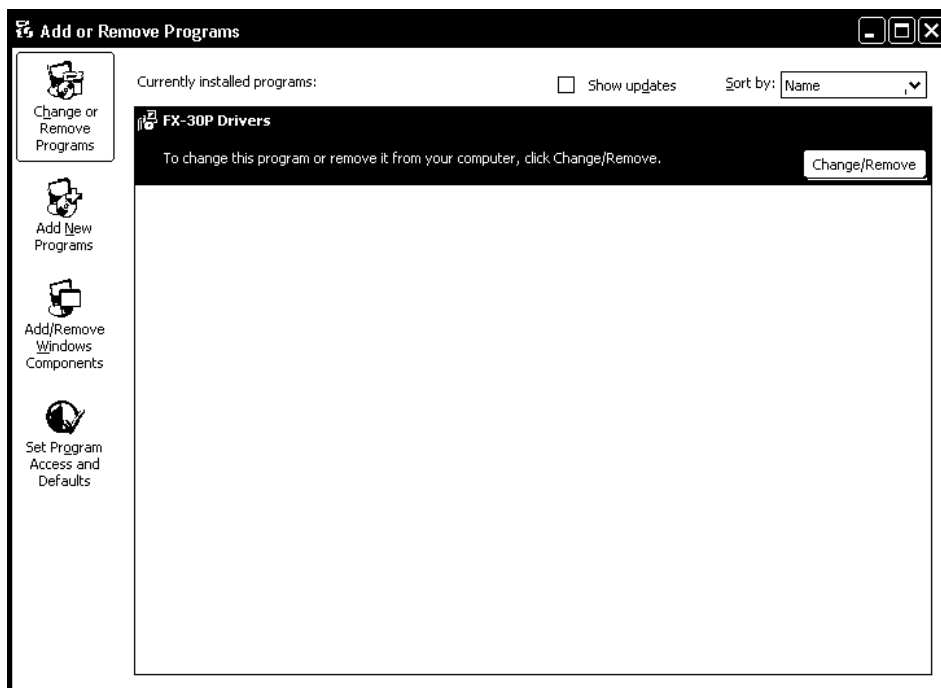 Add or Remove Programs
Change or
Remove
Programs
Add New
Programs
Add/Remove
Windows
Components
Set Program
Access and
Defaults
Currently installed programs:
Show updates
Sort by: Name
FX-30P Drivers
To change this program or remove it from your computer, click Change/Remove.
Change/Remove